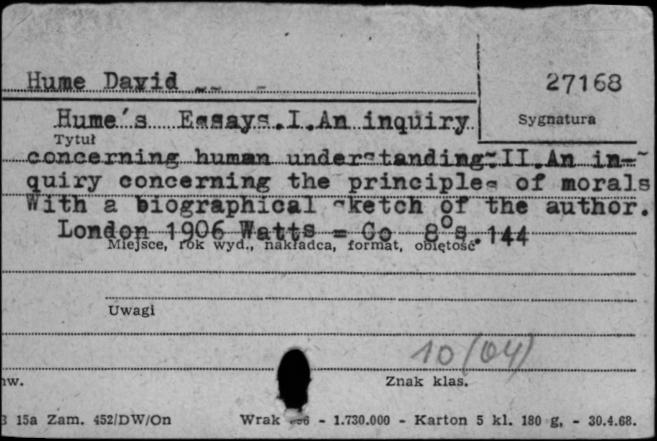 Hume David
27168
Sygnatura
Hume's Essays.I.An inquiry
Tytuł
concerning human understanding.II.An in=
quiry concerning the principles of morals
With a biographical sketch of the author.
London 1906 Watts = Co 8°s.144
Miejsce, rok wyd., nakładca, format, objętość
Uwagi
10 (04)
nw.
Znak klas.
15a Zam. 452/DW/On Wrak - 1.730.000 - Karton 5 kl. 180 g, - 30.4.68.